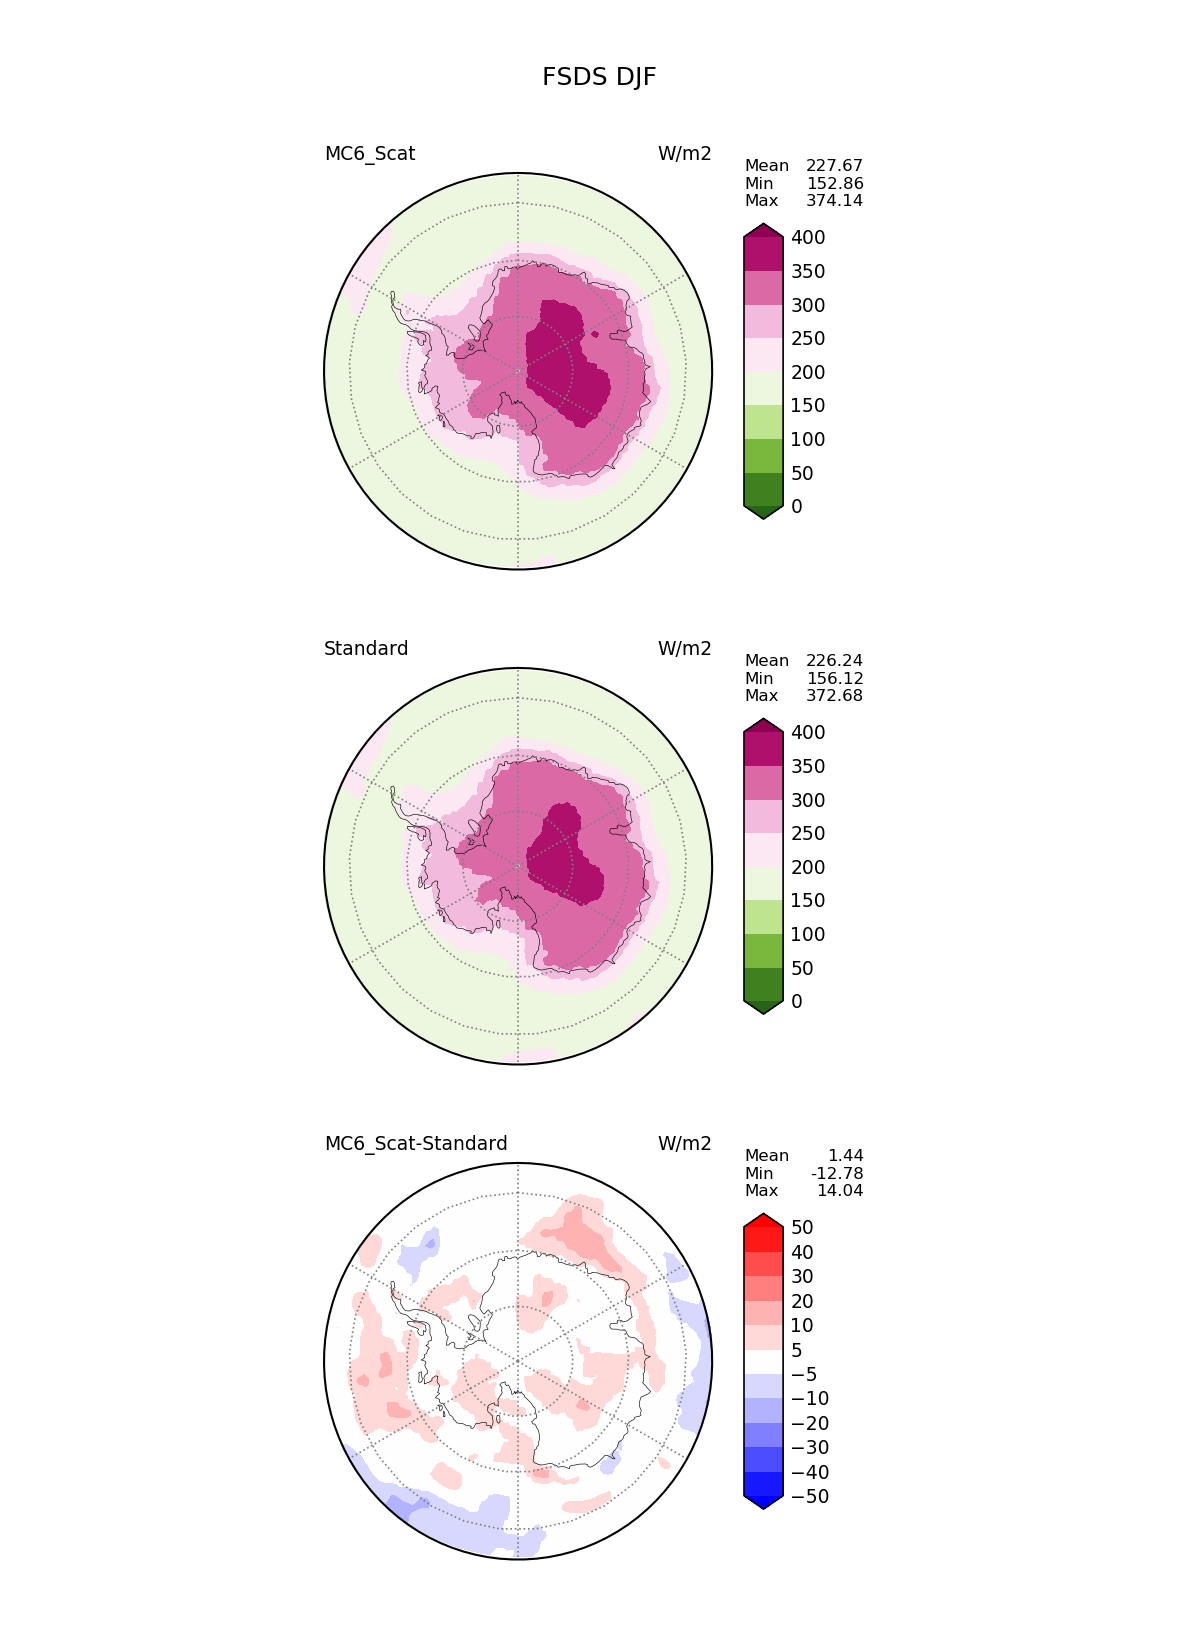 FSDS DJF
MC6_Scat W/m2
Mean 227.67
Min 152.86
Max 374.14
400
350
300
250
200
150
100
50
0
Standard W/m2
Mean 226.24
Min 156.12
Max 372.68
400
350
300
250
200
150
100
50
0
MC6_Scat-Standard W/m2
Mean 1.44
Min -12.78
Max 14.04
50
40
30
20
10
5
−5
−10
−20
−30
−40
−50